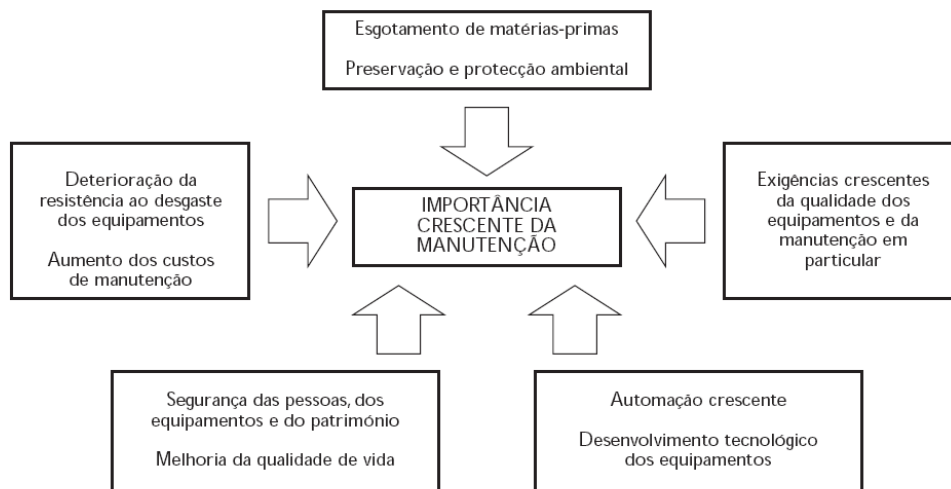 Esgotamento de matérias-primas
Preservação e protecção ambiental
Deterioração da
resistência ao desgaste
dos equipamentos
Aumento dos custos
de manutenção
IMPORTÂNCIA
CRESCENTE DA
MANUTENÇÃO
Exigências crescentes
da qualidade dos
equipamentos e da
manutenção em
particular
Segurança das pessoas, dos
equipamentos e do património
Melhoria da qualidade de vida
Automação crescente
Desenvolvimento tecnológico
dos equipamentos